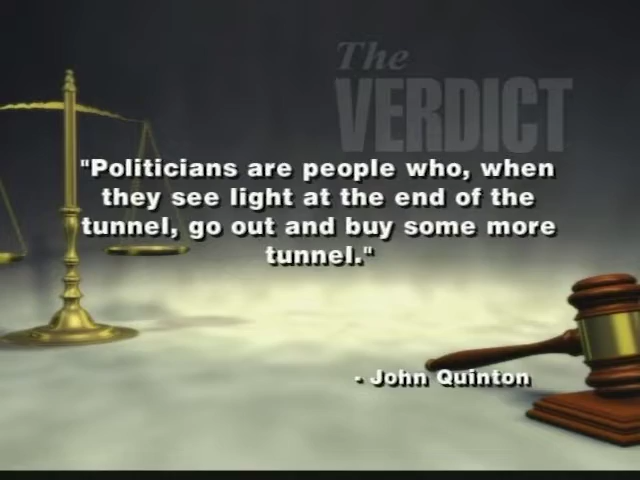 The
VERDICT
"Politicians are people who, when
they see light at the end of the
tunnel, go out and buy some more
tunnel."
- John Quinton